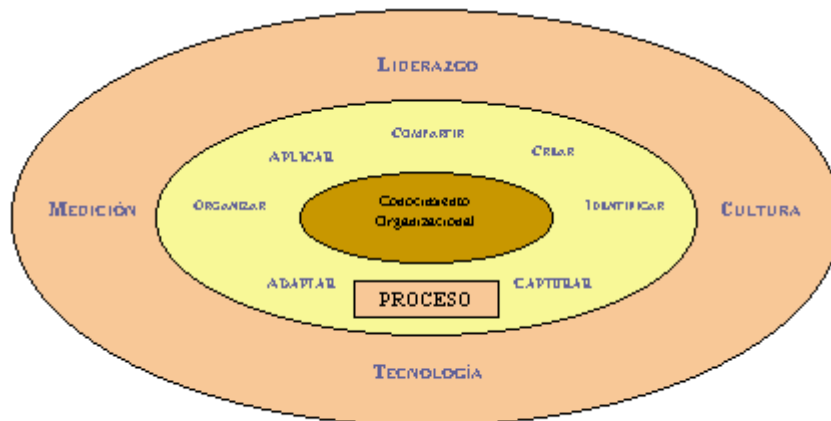 LIDERAZGO
COMPARTIR
APLICAR
CREAR
MEDICIÓN
ORGANIZAR
Conocimiento
Organizacional
IDENTIFICAR
CULTURA
ADAPTAR
PROCESO
CAPTURAR
TECNOLOGÍA